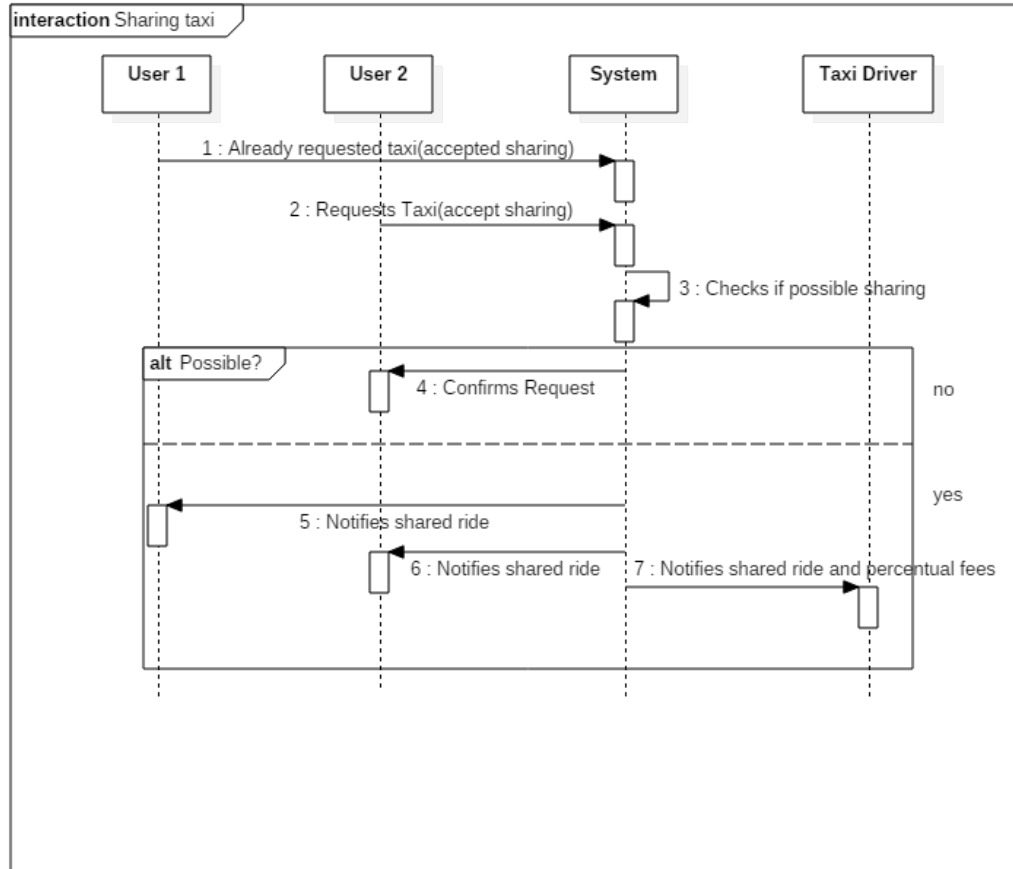 interaction Sharing taxi
User 1
User 2
System
Taxi Driver
1 : Already requested taxi(accepted sharing)
2 : Requests Taxi(accept sharing)
3 : Checks if possible sharing
alt Possible?
4 : Confirms Request
no
yes
5 : Notifies shared ride
6 : Notifies shared ride
7 : Notifies shared ride and percentual fees